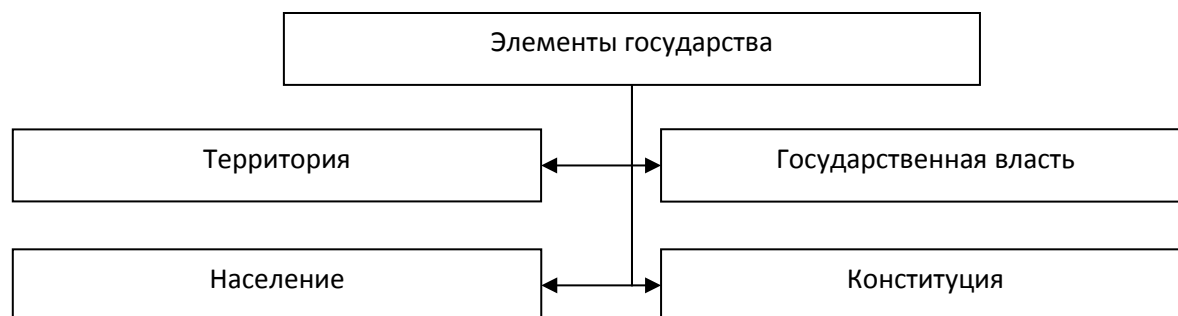 Элементы государства
Территория
Государственная власть
Население
Конституция